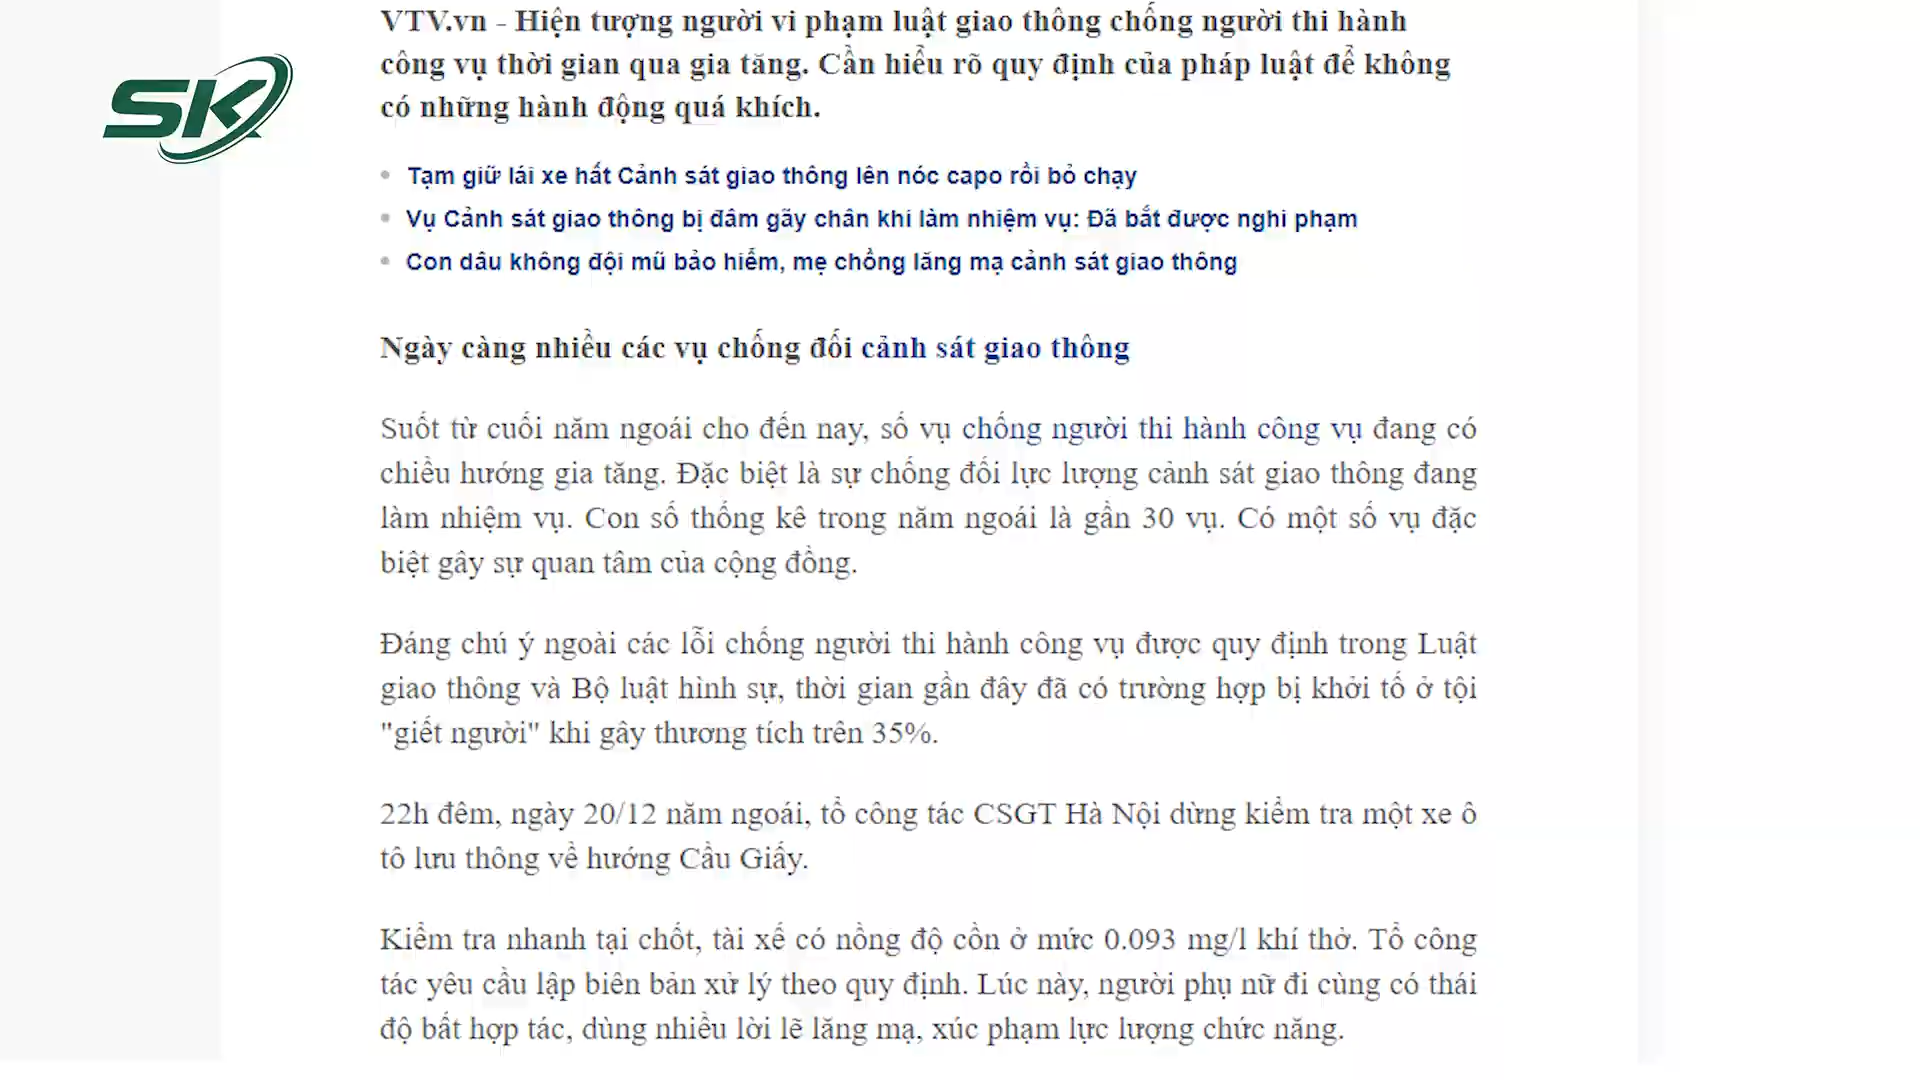 SK
VTV.vn - Hiện tượng người vi phạm luật giao thông chống người thi hành
công vụ thời gian qua gia tăng. Cần hiểu rõ quy định của pháp luật để không
có những hành động quá khích.
Tạm giữ lái xe hất Cảnh sát giao thông lên nóc capo rồi bỏ chạy
Vụ Cảnh sát giao thông bị đâm gãy chân khi làm nhiệm vụ: Đã bắt được nghi phạm
Con dâu không đội mũ bảo hiểm, mẹ chồng lăng mạ cảnh sát giao thông
Ngày càng nhiều các vụ chống đối cảnh sát giao thông
Suốt từ cuối năm ngoái cho đến nay, số vụ chống người thi hành công vụ đang có
chiều hướng gia tăng. Đặc biệt là sự chống đối lực lượng cảnh sát giao thông đang
làm nhiệm vụ. Con số thống kê trong năm ngoái là gần 30 vụ. Có một số vụ đặc
biệt gây sự quan tâm của cộng đồng.
Đáng chú ý ngoài các lỗi chống người thi hành công vụ được quy định trong Luật
giao thông và Bộ luật hình sự, thời gian gần đây đã có trường hợp bị khởi tố ở tội
"giết người" khi gây thương tích trên 35%.
22h đêm, ngày 20/12 năm ngoái, tổ công tác CSGT Hà Nội dừng kiểm tra một xe ô
tô lưu thông về hướng Cầu Giấy.
Kiểm tra nhanh tại chốt, tài xế có nồng độ cồn ở mức 0.093 mg/l khí thở. Tổ công
tác yêu cầu lập biên bản xử lý theo quy định. Lúc này, người phụ nữ đi cùng có thái
độ bất hợp tác, dùng nhiều lời lẽ lăng mạ, xúc phạm lực lượng chức năng.